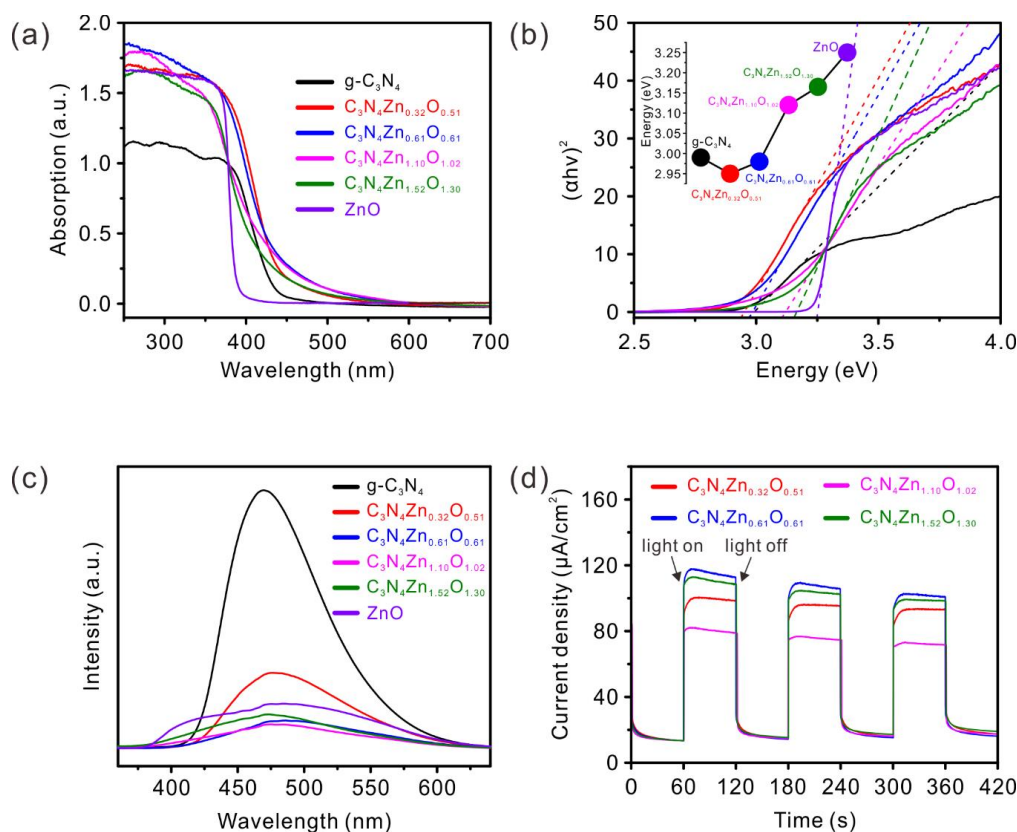 (a)
2.0
1.5
1.0
0.5
0.0
Absorption (a.u.)
g-C₃N₄
C₃N₄Zn₀.₃₂O₀.₅₁
C₃N₄Zn₀.₆₁O₀.₆₁
C₃N₄Zn₁.₁₀O₁.₀₂
C₃N₄Zn₁.₅₂O₁.₃₀
ZnO
300 400 500 600 700
Wavelength (nm)
(b)
50
40
30
20
10
0
(αhv)²
3.25
3.20
3.15
3.10
3.05
3.00
2.95
Energy (eV)
ZnO
C₃N₄Zn₁.₅₂O₁.₃₀
C₃N₄Zn₁.₁₀O₁.₀₂
g-C₃N₄
C₃N₄Zn₀.₆₁O₀.₆₁
C₃N₄Zn₀.₃₂O₀.₅₁
2.5 3.0 3.5 4.0
Energy (eV)
(c)
Intensity (a.u.)
g-C₃N₄
C₃N₄Zn₀.₃₂O₀.₅₁
C₃N₄Zn₀.₆₁O₀.₆₁
C₃N₄Zn₁.₁₀O₁.₀₂
C₃N₄Zn₁.₅₂O₁.₃₀
ZnO
400 450 500 550 600
Wavelength (nm)
(d)
160
120
80
40
0
Current density (μA/cm²)
C₃N₄Zn₀.₃₂O₀.₅₁ C₃N₄Zn₁.₁₀O₁.₀₂
C₃N₄Zn₀.₆₁O₀.₆₁ C₃N₄Zn₁.₅₂O₁.₃₀
light on light off
0 60 120 180 240 300 360 420
Time (s)